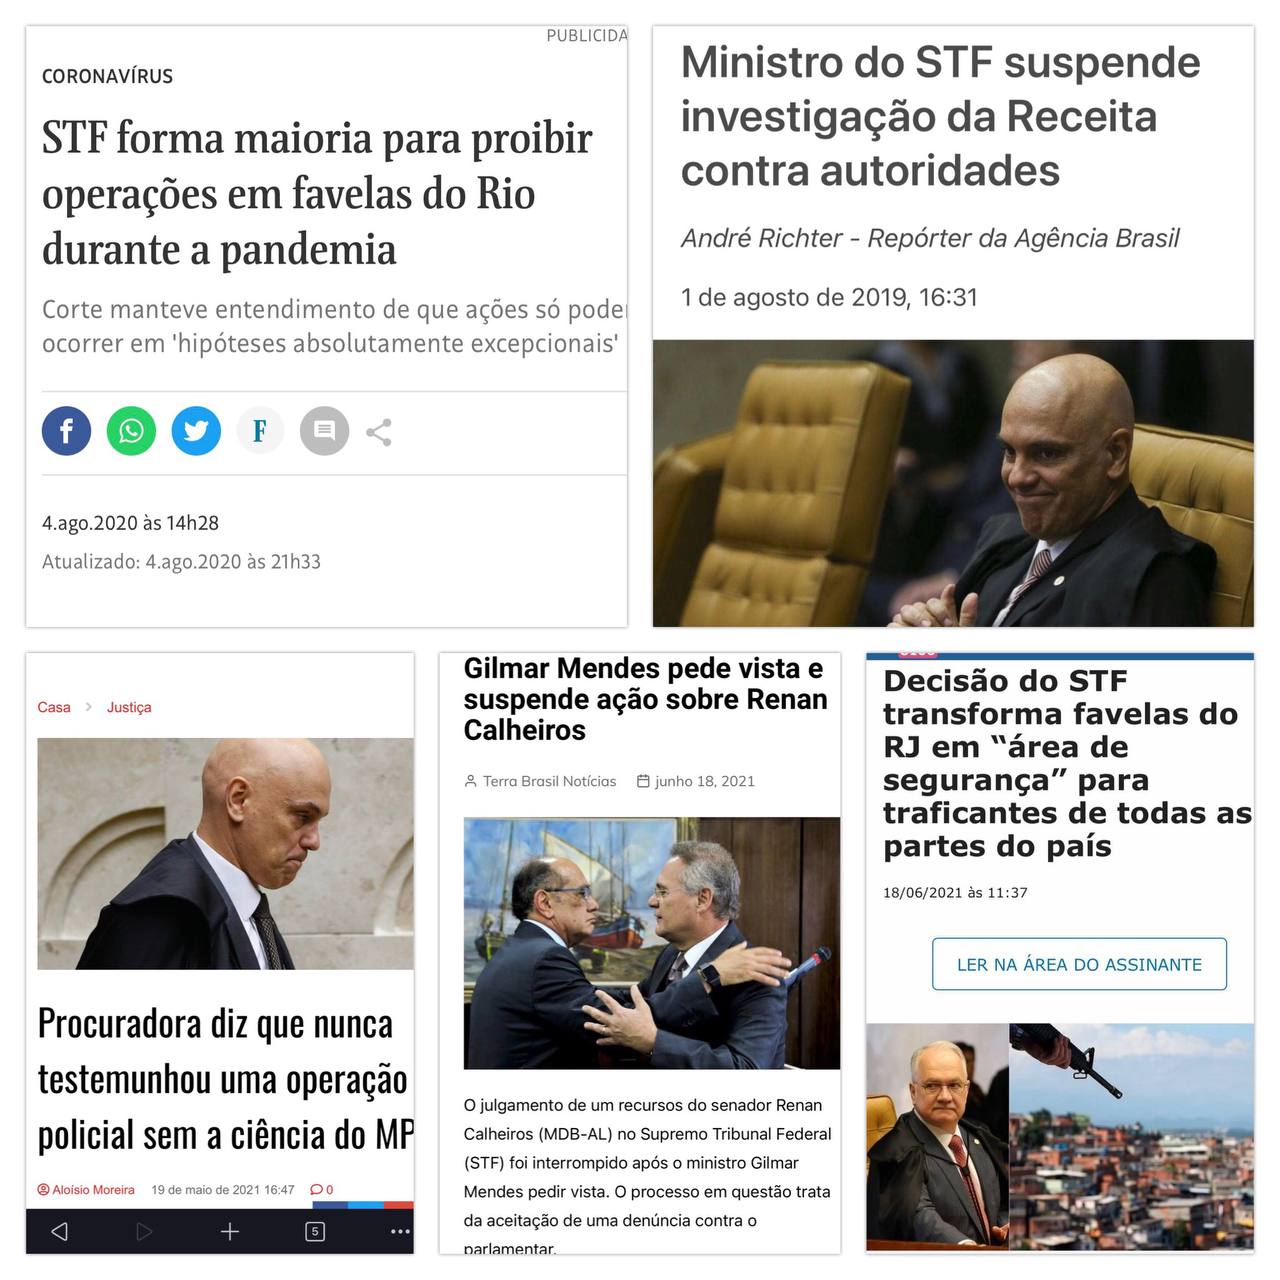 PUBLICIDA
CORONAVÍRUS
STF forma maioria para proibir
operações em favelas do Rio
durante a pandemia
Corte manteve entendimento de que ações só poder
ocorrer em 'hipóteses absolutamente excepcionais'
F
4.ago.2020 às 14h28
Atualizado: 4.ago.2020 às 21h33
Ministro do STF suspende
investigação da Receita
contra autoridades
André Richter - Repórter da Agência Brasil
1 de agosto de 2019, 16:31
Casa > Justiça
Procuradora diz que nunca
testemunhou uma operação
policial sem a ciência do MP
Aloísio Moreira 19 de maio de 2021 16:47 0
5
Gilmar Mendes pede vista e
suspende ação sobre Renan
Calheiros
Terra Brasil Notícias junho 18, 2021
O julgamento de um recursos do senador Renan
Calheiros (MDB-AL) no Supremo Tribunal Federal
(STF) foi interrompido após o ministro Gilmar
Mendes pedir vista. O processo em questão trata
da aceitação de uma denúncia contra o
parlamentar.
Decisão do STF
transforma favelas do
RJ em “área de
segurança” para
traficantes de todas as
partes do país
18/06/2021 às 11:37
LER NA ÁREA DO ASSINANTE